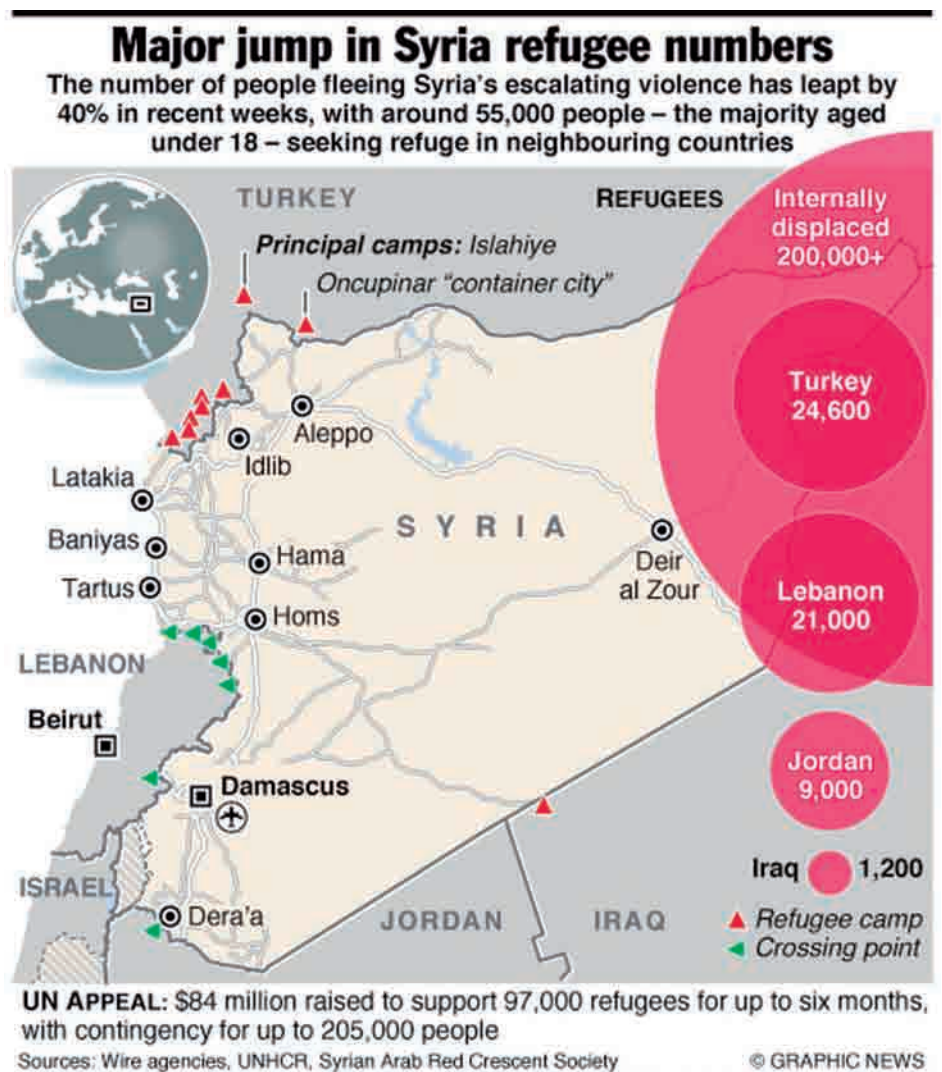 Major jump in Syria refugee numbers
The number of people fleeing Syria's escalating violence has leapt by
40% in recent weeks, with around 55,000 people – the majority aged
under 18 – seeking refuge in neighbouring countries
TURKEY
REFUGEES
Internally
displaced
200,000+
Principal camps: Islahiye
Oncupinar "container city"
Turkey
24,600
Aleppo
Idlib
Latakia
SYRIA
Baniyas
Hama
Deir
al Zour
Tartus
Lebanon
21,000
Homs
LEBANON
Beirut
Jordan
9,000
Damascus
Iraq 1,200
ISRAEL
Dera'a
JORDAN
IRAQ
Refugee camp
Crossing point
UN APPEAL: $84 million raised to support 97,000 refugees for up to six months,
with contingency for up to 205,000 people
Sources: Wire agencies, UNHCR, Syrian Arab Red Crescent Society
© GRAPHIC NEWS